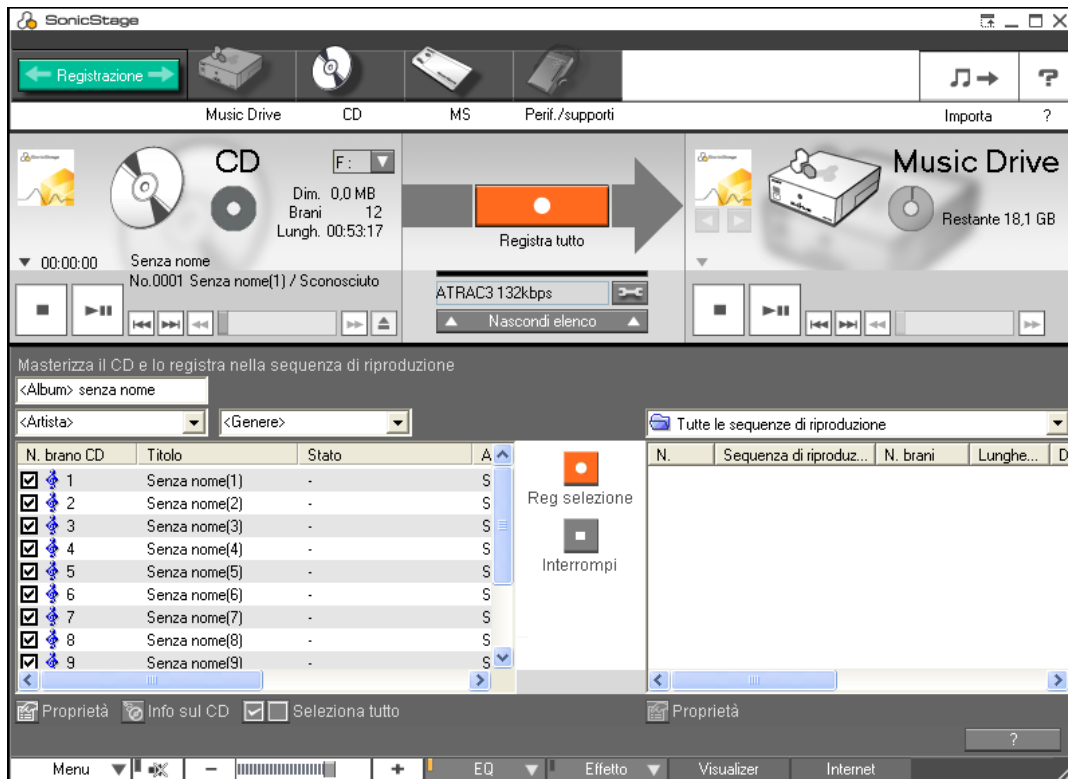 SonicStage
Registrazione
Music Drive CD MS Perif./supporti Importa ?
SonicStage CD F: SonicStage Music Drive
Dim. 0,0 MB
Brani 12
Lungh. 00:53:17
Restante 18,1 GB
Registra tutto
00:00:00 Senza nome
No.0001 Senza nome(1) / Sconosciuto
ATRAC3 132kbps
Nascondi elenco
Masterizza il CD e lo registra nella sequenza di riproduzione
<Album> senza nome
<Artista> <Genere> Tutte le sequenze di riproduzione
N. brano CD Titolo Stato A N. Sequenza di riproduz... N. brani Lunghe... D
1 Senza nome(1) - S
2 Senza nome(2) - S
3 Senza nome(3) - S
4 Senza nome(4) - S
5 Senza nome(5) - S
6 Senza nome(6) - S
7 Senza nome(7) - S
8 Senza nome(8) - S
9 Senza nome(9) - S
Reg selezione
Interrompi
Proprietà Info sul CD Seleziona tutto Proprietà
?
Menu EQ Effetto Visualizer Internet